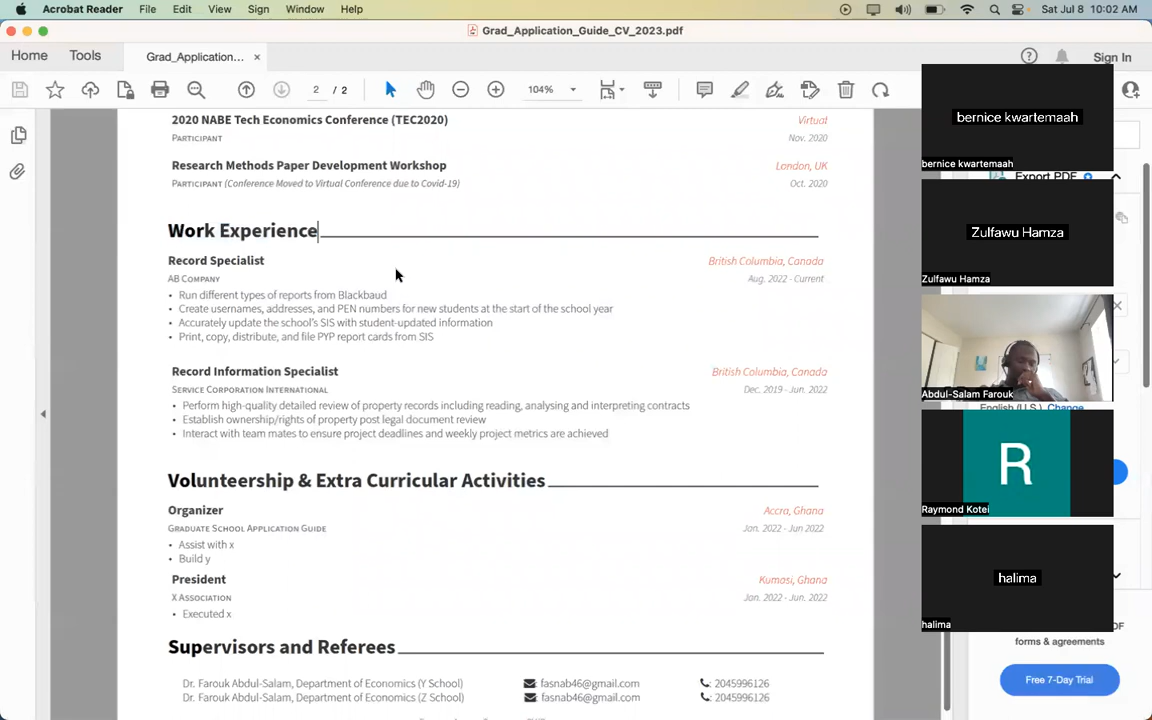 Acrobat Reader File Edit View Sign Window Help Sat Jul 8 10:02 AM
Grad_Application_Guide_CV_2023.pdf
Home Tools Grad_Application... × Sign In
2 / 2 104%
2020 NABE Tech Economics Conference (TEC2020) Virtual
Participant Nov. 2020
Research Methods Paper Development Workshop London, UK
Participant (Conference Moved to Virtual Conference due to Covid-19) Oct. 2020
Work Experience
Record Specialist British Columbia, Canada
AB Company Aug. 2022 - Current
• Run different types of reports from Blackbaud
• Create usernames, addresses, and PEN numbers for new students at the start of the school year
• Accurately update the school's SIS with student-updated information
• Print, copy, distribute, and file PYP report cards from SIS
Record Information Specialist British Columbia, Canada
Service Corporation International Dec. 2019 - Jun. 2022
• Perform high-quality detailed review of property records including reading, analysing and interpreting contracts
• Establish ownership/rights of property post legal document review
• Interact with team mates to ensure project deadlines and weekly project metrics are achieved
Volunteership & Extra Curricular Activities
Organizer Accra, Ghana
Graduate School Application Guide Jan. 2022 - Jun 2022
• Assist with x
• Build y
President Kumasi, Ghana
X Association Jan. 2022 - Jun. 2022
• Executed x
Supervisors and Referees
Dr. Farouk Abdul-Salam, Department of Economics (Y School) : fasnab46@gmail.com : 2045996126
Dr. Farouk Abdul-Salam, Department of Economics (Z School) : fasnab46@gmail.com : 2045996126
bernice kwartemaah
bernice kwartemaah
Export PDF
Zulfawu Hamza
Zulfawu Hamza
Abdul-Salam Farouk
English (U.S.) Change
R
Raymond Kotei
halima
halima
forms & agreements
Free 7-Day Trial